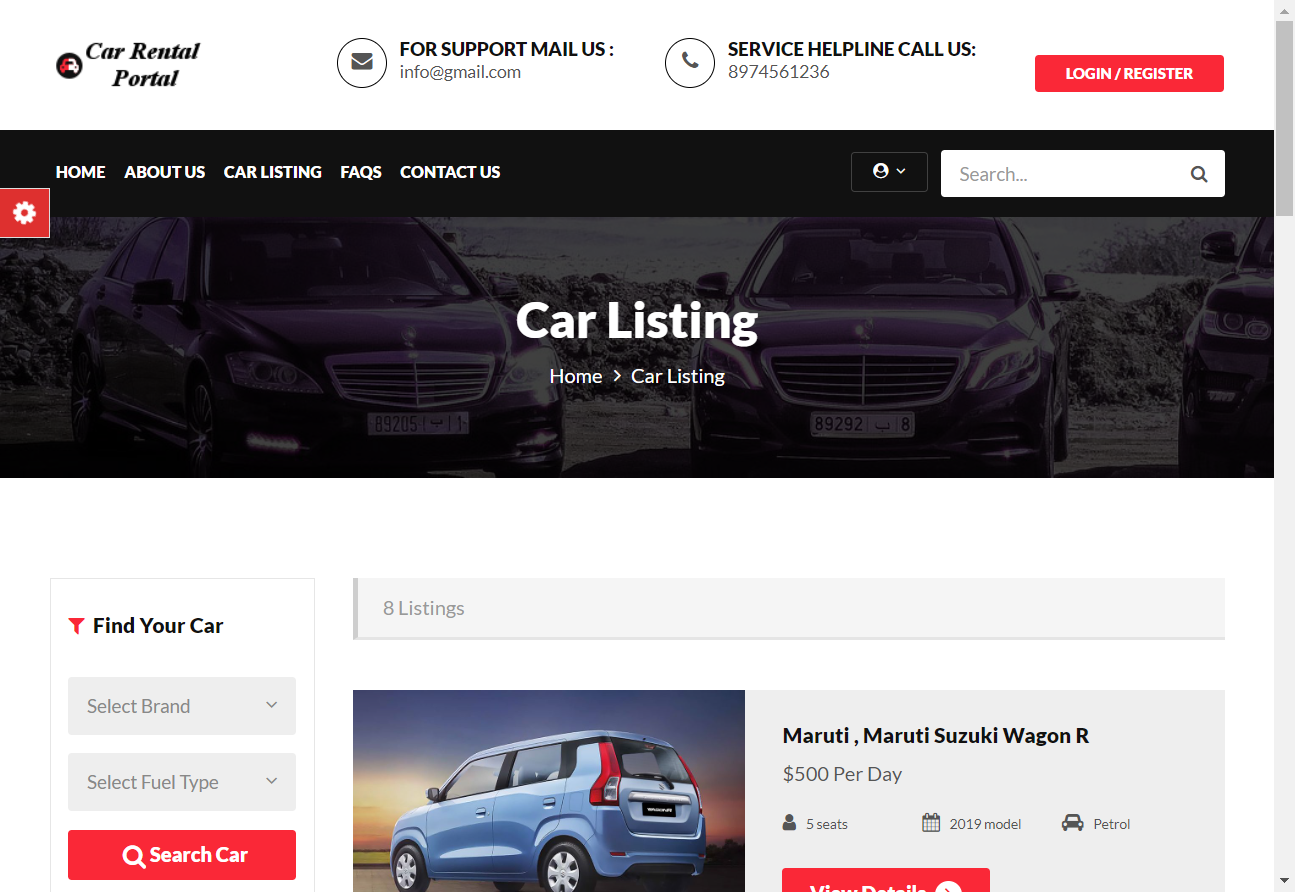 Car Rental
Portal
FOR SUPPORT MAIL US :
info@gmail.com
SERVICE HELPLINE CALL US:
8974561236
LOGIN / REGISTER
HOME
ABOUT US
CAR LISTING
FAQS
CONTACT US
Search...
Car Listing
Home > Car Listing
89205 | ب | 1
89292 | ب | 8
Find Your Car
Select Brand
Select Fuel Type
Search Car
8 Listings
WAGONR
Maruti , Maruti Suzuki Wagon R
$500 Per Day
5 seats
2019 model
Petrol
View Details